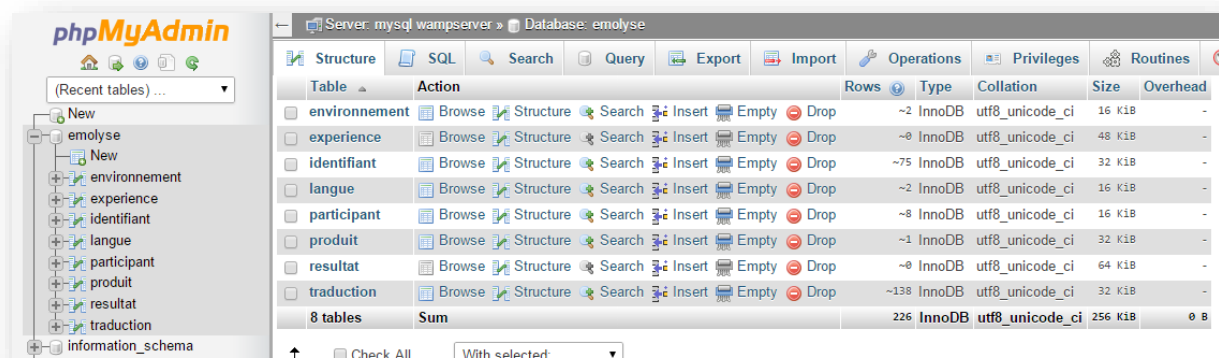 phpMyAdmin
(Recent tables) ...
New
emolyse
New
environnement
experience
identifiant
langue
participant
produit
resultat
traduction
information_schema
Server: mysql wampserver » Database: emolyse
Structure SQL Search Query Export Import Operations Privileges Routines
Table Action Rows Type Collation Size Overhead
environnement Browse Structure Search Insert Empty Drop ~2 InnoDB utf8_unicode_ci 16 KiB -
experience Browse Structure Search Insert Empty Drop ~0 InnoDB utf8_unicode_ci 48 KiB -
identifiant Browse Structure Search Insert Empty Drop ~75 InnoDB utf8_unicode_ci 32 KiB -
langue Browse Structure Search Insert Empty Drop ~2 InnoDB utf8_unicode_ci 16 KiB -
participant Browse Structure Search Insert Empty Drop ~8 InnoDB utf8_unicode_ci 16 KiB -
produit Browse Structure Search Insert Empty Drop ~1 InnoDB utf8_unicode_ci 32 KiB -
resultat Browse Structure Search Insert Empty Drop ~0 InnoDB utf8_unicode_ci 64 KiB -
traduction Browse Structure Search Insert Empty Drop ~138 InnoDB utf8_unicode_ci 32 KiB -
8 tables Sum 226 InnoDB utf8_unicode_ci 256 KiB 0 B
Check All With selected: